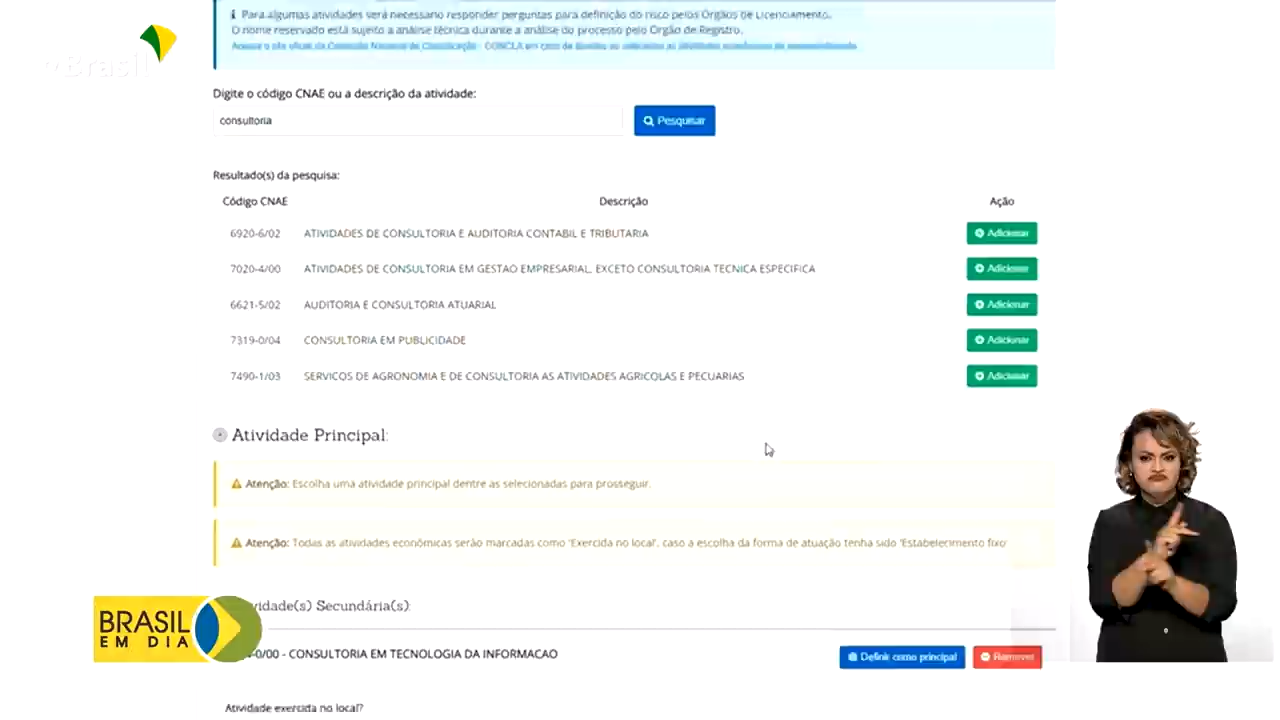 Para algumas atividades será necessário responder perguntas para definição do risco pelos Órgãos de Licenciamento.
O nome reservado está sujeito a análise técnica durante a análise do processo pelo Órgão de Registro.
Brasil
Digite o código CNAE ou a descrição da atividade:
consultoria
Pesquisar
Resultado(s) da pesquisa:
Código CNAE Descrição Ação
6920-6/02 ATIVIDADES DE CONSULTORIA E AUDITORIA CONTABIL E TRIBUTARIA Adicionar
7020-4/00 ATIVIDADES DE CONSULTORIA EM GESTAO EMPRESARIAL, EXCETO CONSULTORIA TECNICA ESPECIFICA Adicionar
6621-5/02 AUDITORIA E CONSULTORIA ATUARIAL Adicionar
7319-0/04 CONSULTORIA EM PUBLICIDADE Adicionar
7490-1/03 SERVICOS DE AGRONOMIA E DE CONSULTORIA AS ATIVIDADES AGRICOLAS E PECUARIAS Adicionar
Atividade Principal:
Atenção: Escolha uma atividade principal dentre as selecionadas para prosseguir.
Atenção: Todas as atividades econômicas serão marcadas como 'Exercida no local', caso a escolha da forma de atuação tenha sido 'Estabelecimento fixo'
vidade(s) Secundária(s):
BRASIL
EM DIA
-0/00 - CONSULTORIA EM TECNOLOGIA DA INFORMACAO Definir como principal Remover
Atividade exercida no local?